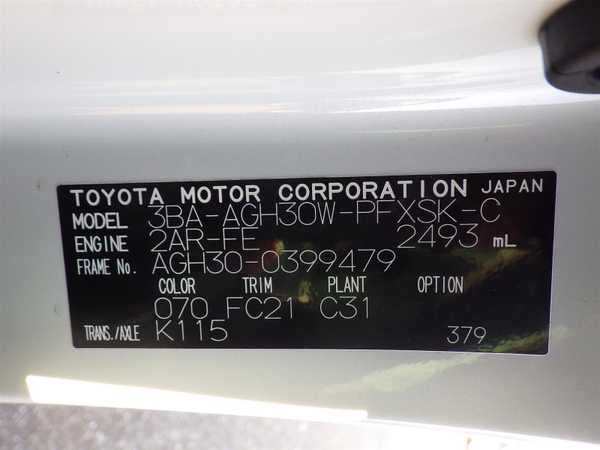 TOYOTA MOTOR CORPORATION JAPAN
MODEL 3BA-AGH30W-PFXSK-C
ENGINE 2AR-FE 2493 mL
FRAME No. AGH30-0399479
COLOR TRIM PLANT OPTION
070 FC21 C31
TRANS./AXLE K115 379